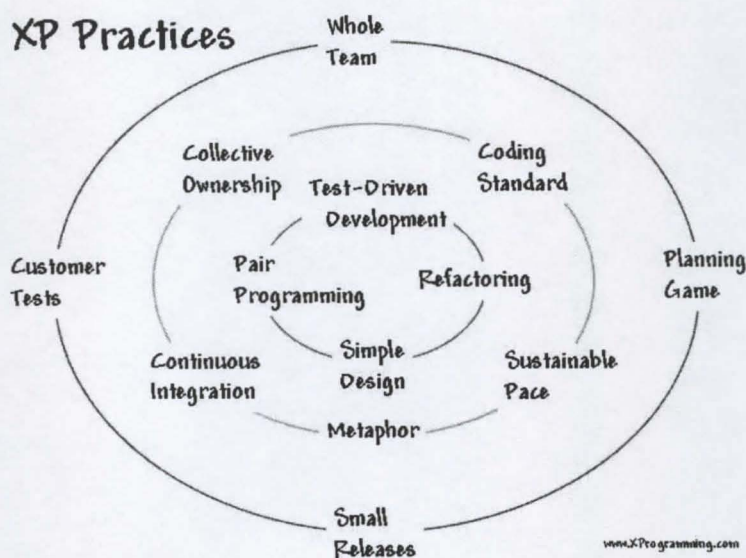 XP Practices
Whole
Team
Collective
Ownership
Coding
Standard
Test-Driven
Development
Customer
Tests
Pair
Programming
Refactoring
Planning
Game
Continuous
Integration
Simple
Design
Sustainable
Pace
Metaphor
Small
Releases
www.XProgramming.com